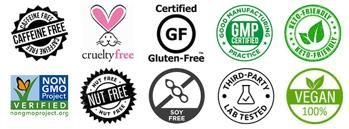 CAFFEINE FREE
CAFFEINE FREE
CAFFEINE FREE
crueltyfree
Certified
GF
Gluten-Free™
GOOD MANUFACTURING
GMP
CERTIFIED
PRACTICE
KETO-FRIENDLY
KETO-FRIENDLY
NON
GMO
Project
VERIFIED
nongmoproject.org
NUT FREE
NUT FREE
NUT FREE
SOY
FREE
THIRD-PARTY
LAB TESTED
VEGAN
100%